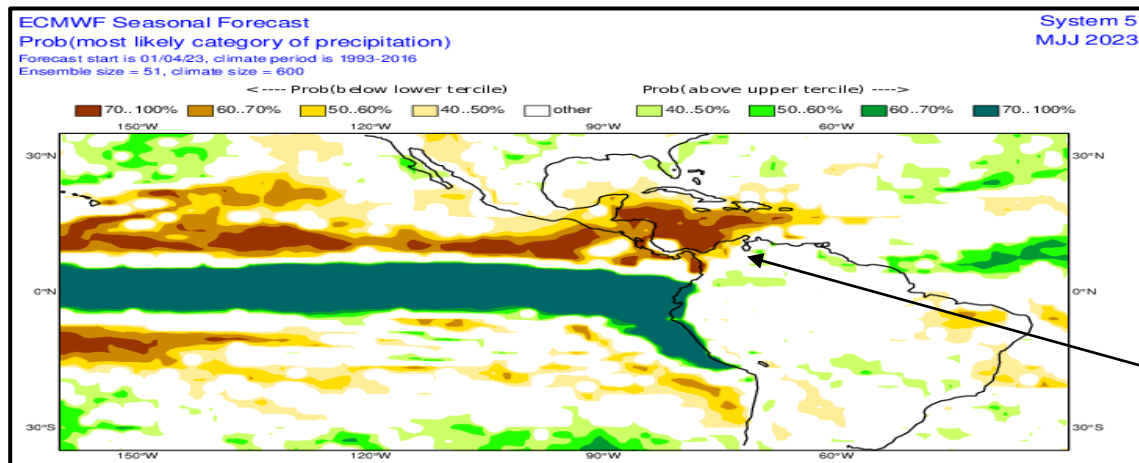 ECMWF Seasonal Forecast
System 5
Prob(most likely category of precipitation)
MJJ 2023
Forecast start is 01/04/23, climate period is 1993-2016
Ensemble size = 51, climate size = 600
<---- Prob(below lower tercile)
Prob(above upper tercile) ---->
70..100% 60..70% 50..60% 40..50% other 40..50% 50..60% 60..70% 70..100%
150°W 120°W 90°W 60°W
30°N 30°N
0°N 0°N
30°S 30°S
150°W 120°W 90°W 60°W